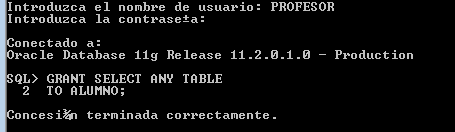 Introduzca el nombre de usuario: PROFESOR
Introduzca la contrase±a:
Conectado a:
Oracle Database 11g Release 11.2.0.1.0 - Production
SQL> GRANT SELECT ANY TABLE
2 TO ALUMNO;
Concesi¾n terminada correctamente.